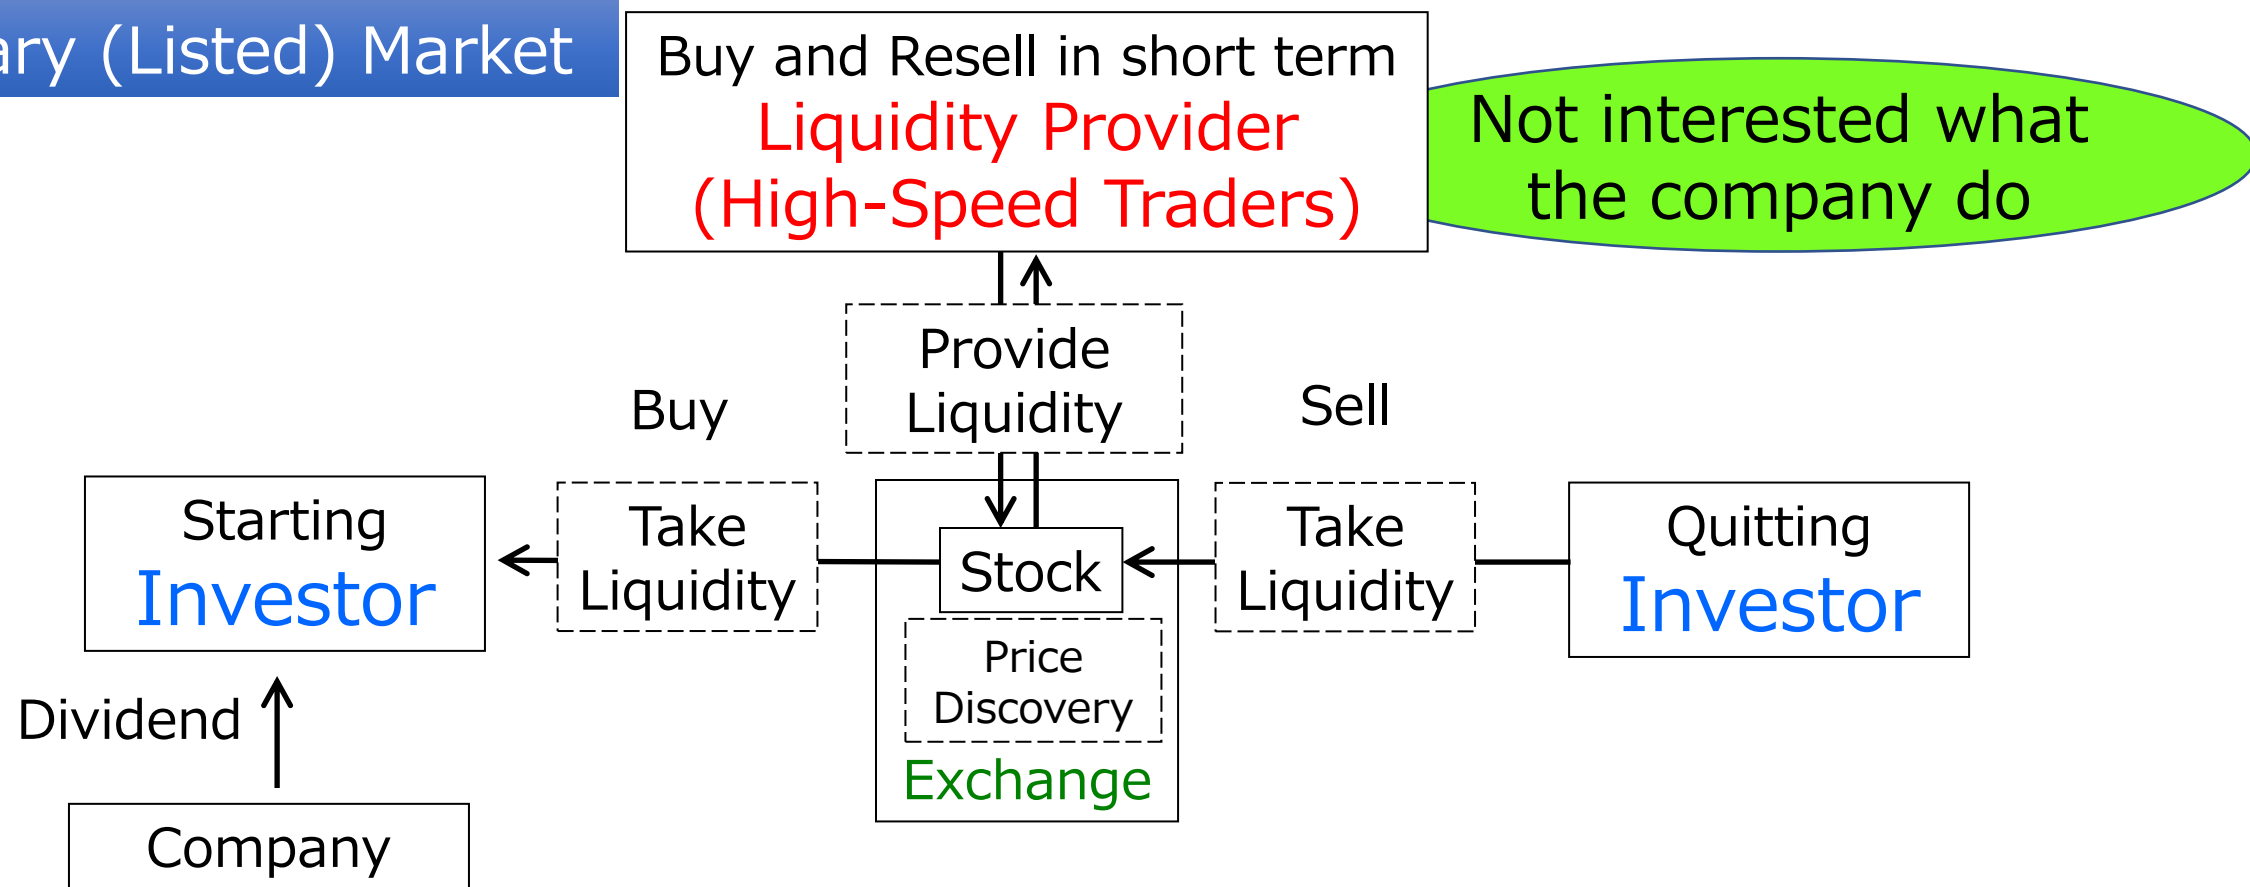 ary (Listed) Market
Buy and Resell in short term
Liquidity Provider
(High-Speed Traders)
Not interested what
the company do
Provide
Liquidity
Buy
Sell
Starting
Investor
Take
Liquidity
Stock
Take
Liquidity
Quitting
Investor
Price
Discovery
Exchange
Dividend
Company